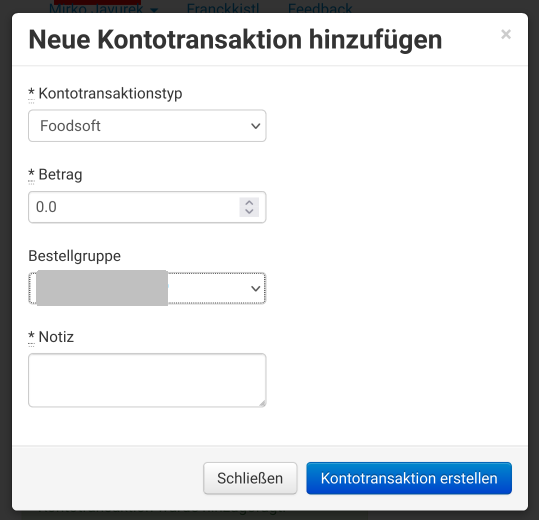 Mirko Javurek Franckkistl Feedback
Neue Kontotransaktion hinzufügen
×
* Kontotransaktionstyp
Foodsoft
* Betrag
0.0
Bestellgruppe
* Notiz
Schließen
Kontotransaktion erstellen